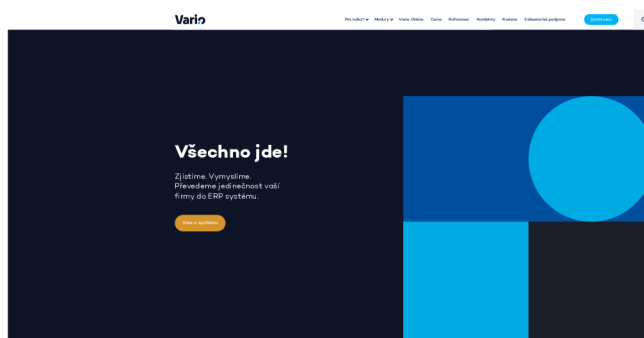 Vario
Pro koho? Moduly Vario Online Cena Reference Kontakty Kariéra Zákaznická podpora
Všechno jde!
Zjistíme. Vymyslíme.
Převedeme jedinečnost vaší
firmy do ERP systému.
Více o systému